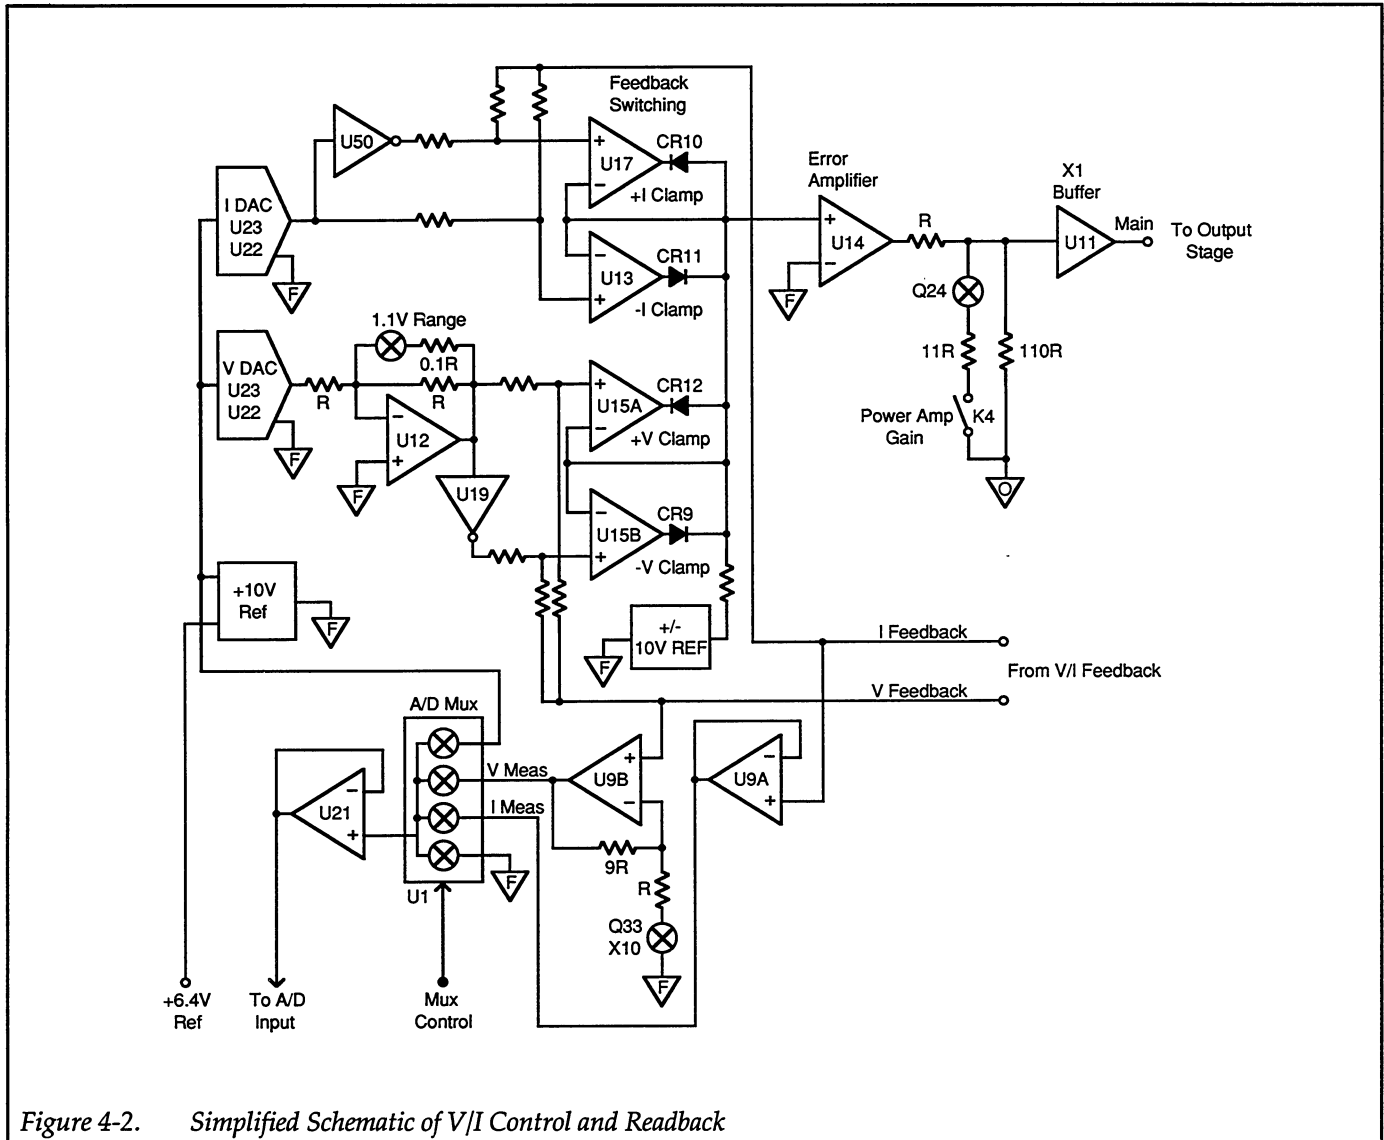 Feedback
Switching
U50
+
U17
−
CR10
+I Clamp
I DAC
U23
U22
F
−
U13
+
CR11
-I Clamp
Error
Amplifier
+
U14
−
F
R
X1
Buffer
U11
Main
To Output
Stage
Q24
11R
110R
Power Amp
Gain
K4
O
1.1V Range
0.1R
V DAC
U23
U22
F
R
R
−
U12
+
F
U19
+
U15A
−
CR12
+V Clamp
−
U15B
+
CR9
-V Clamp
+10V
Ref
F
+/-
10V REF
F
I Feedback
From V/I Feedback
V Feedback
A/D Mux
V Meas
I Meas
−
U21
+
U1
F
+
U9B
−
−
U9A
+
9R
R
Q33
X10
F
+6.4V
Ref
To A/D
Input
Mux
Control
Figure 4-2. Simplified Schematic of V/I Control and Readback